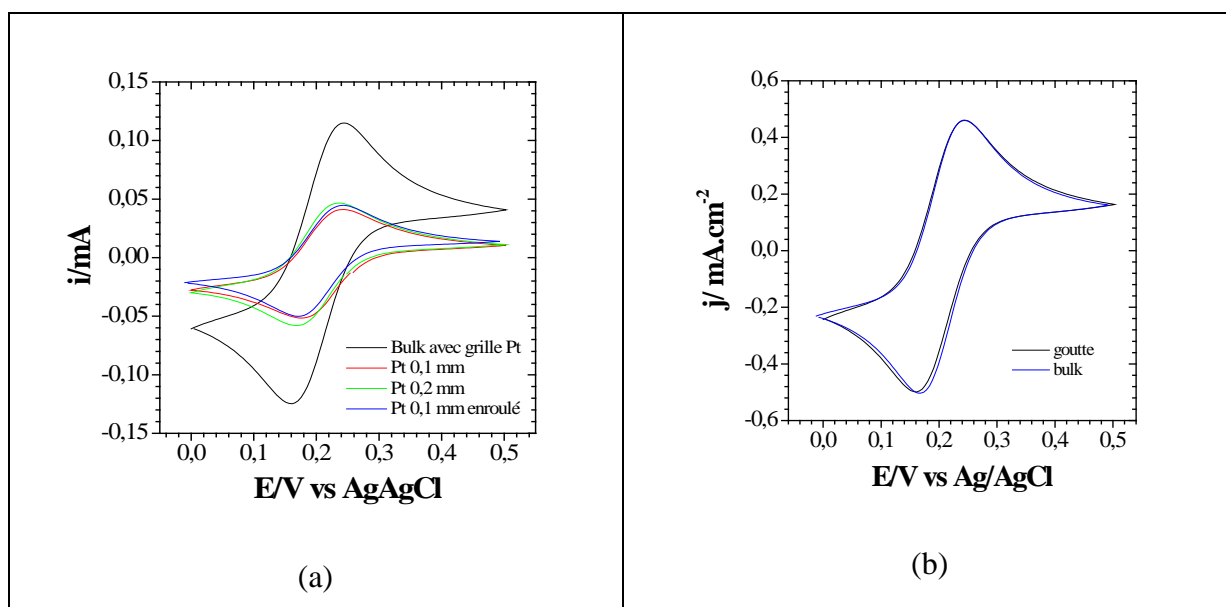 0,15
0,10
0,05
0,00
-0,05
-0,10
-0,15
i/mA
Bulk avec grille Pt
Pt 0,1 mm
Pt 0,2 mm
Pt 0,1 mm enroulé
0,0 0,1 0,2 0,3 0,4 0,5
E/V vs AgAgCl
(a)
0,6
0,4
0,2
0,0
-0,2
-0,4
-0,6
j/ mA.cm-2
goutte
bulk
0,0 0,1 0,2 0,3 0,4 0,5
E/V vs Ag/AgCl
(b)